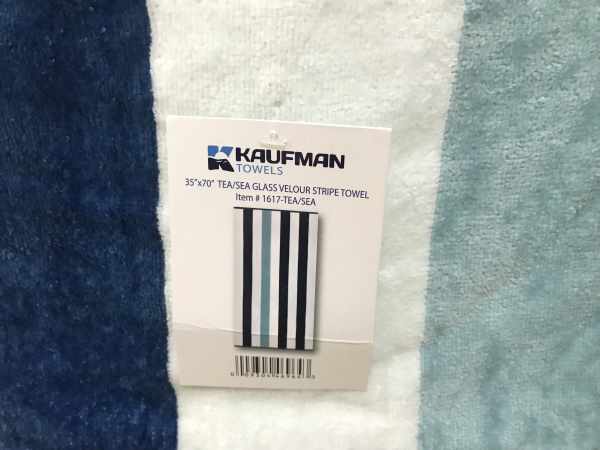 KAUFMAN
TOWELS
35"x70" TEA/SEA GLASS VELOUR STRIPE TOWEL
Item # 1617-TEA/SEA